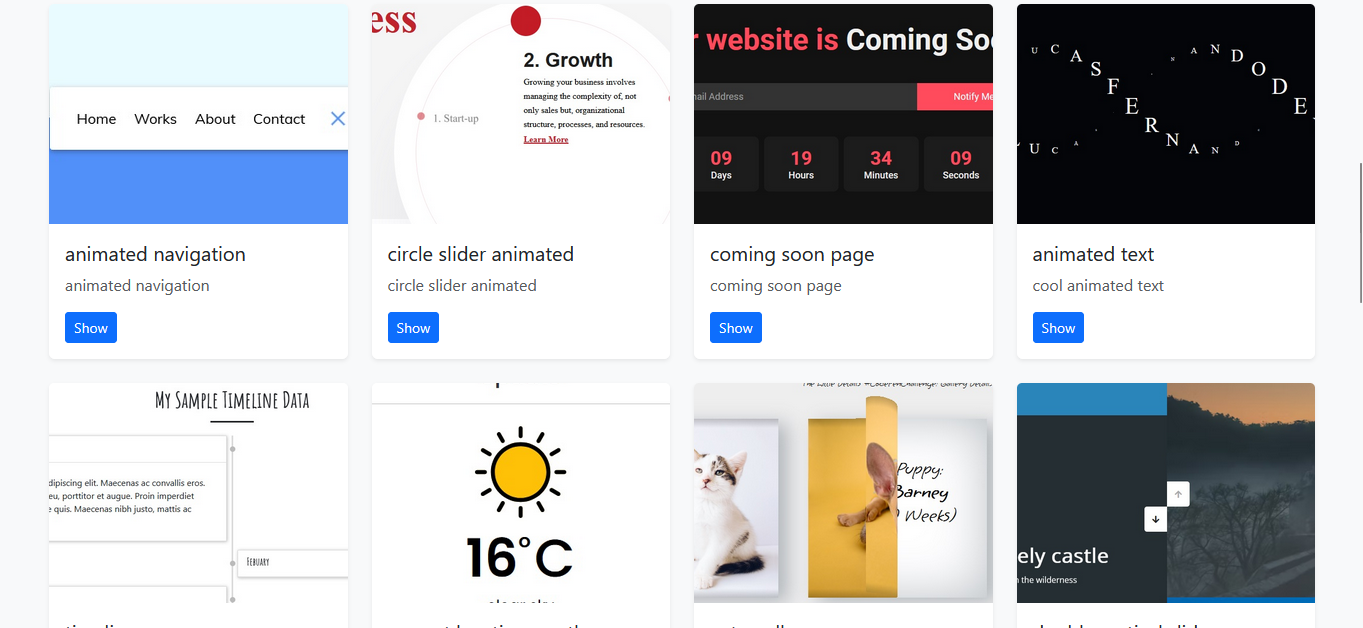 ess
website is Coming Soo
2. Growth
Growing your business involves
managing the complexity of, not
only sales but, organizational
structure, processes, and resources.
Learn More
1. Start-up
Home Works About Contact
ail Address
Notify Me
09 19 34 09
Days Hours Minutes Seconds
U C A S F E R N A N D
A N D O D E
L U C A
animated navigation
animated navigation
Show
circle slider animated
circle slider animated
Show
coming soon page
coming soon page
Show
animated text
cool animated text
Show
My Sample Timeline Data
dipiscing elit. Maecenas ac convallis eros.
eu, porttitor et augue. Proin imperdiet
e quis. Maecenas nibh justo, mattis ac
Febuary
16°C
Puppy:
Barney
Weeks)
ely castle
n the wilderness